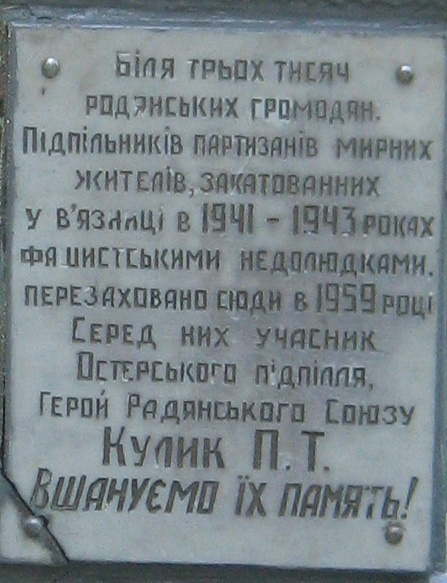 Біля трьох тисяч
родянських громодян.
Підпільників партизанів мирних
жителів, закатованних
у в'язлиці в 1941 - 1943 роках
фашистськими недолюдками.
перезаховано сюди в 1959 році
Серед них учасник
Остерського підпілля,
Герой Радянського Союзу
Кулик П. Т.
Вшануємо їх память!